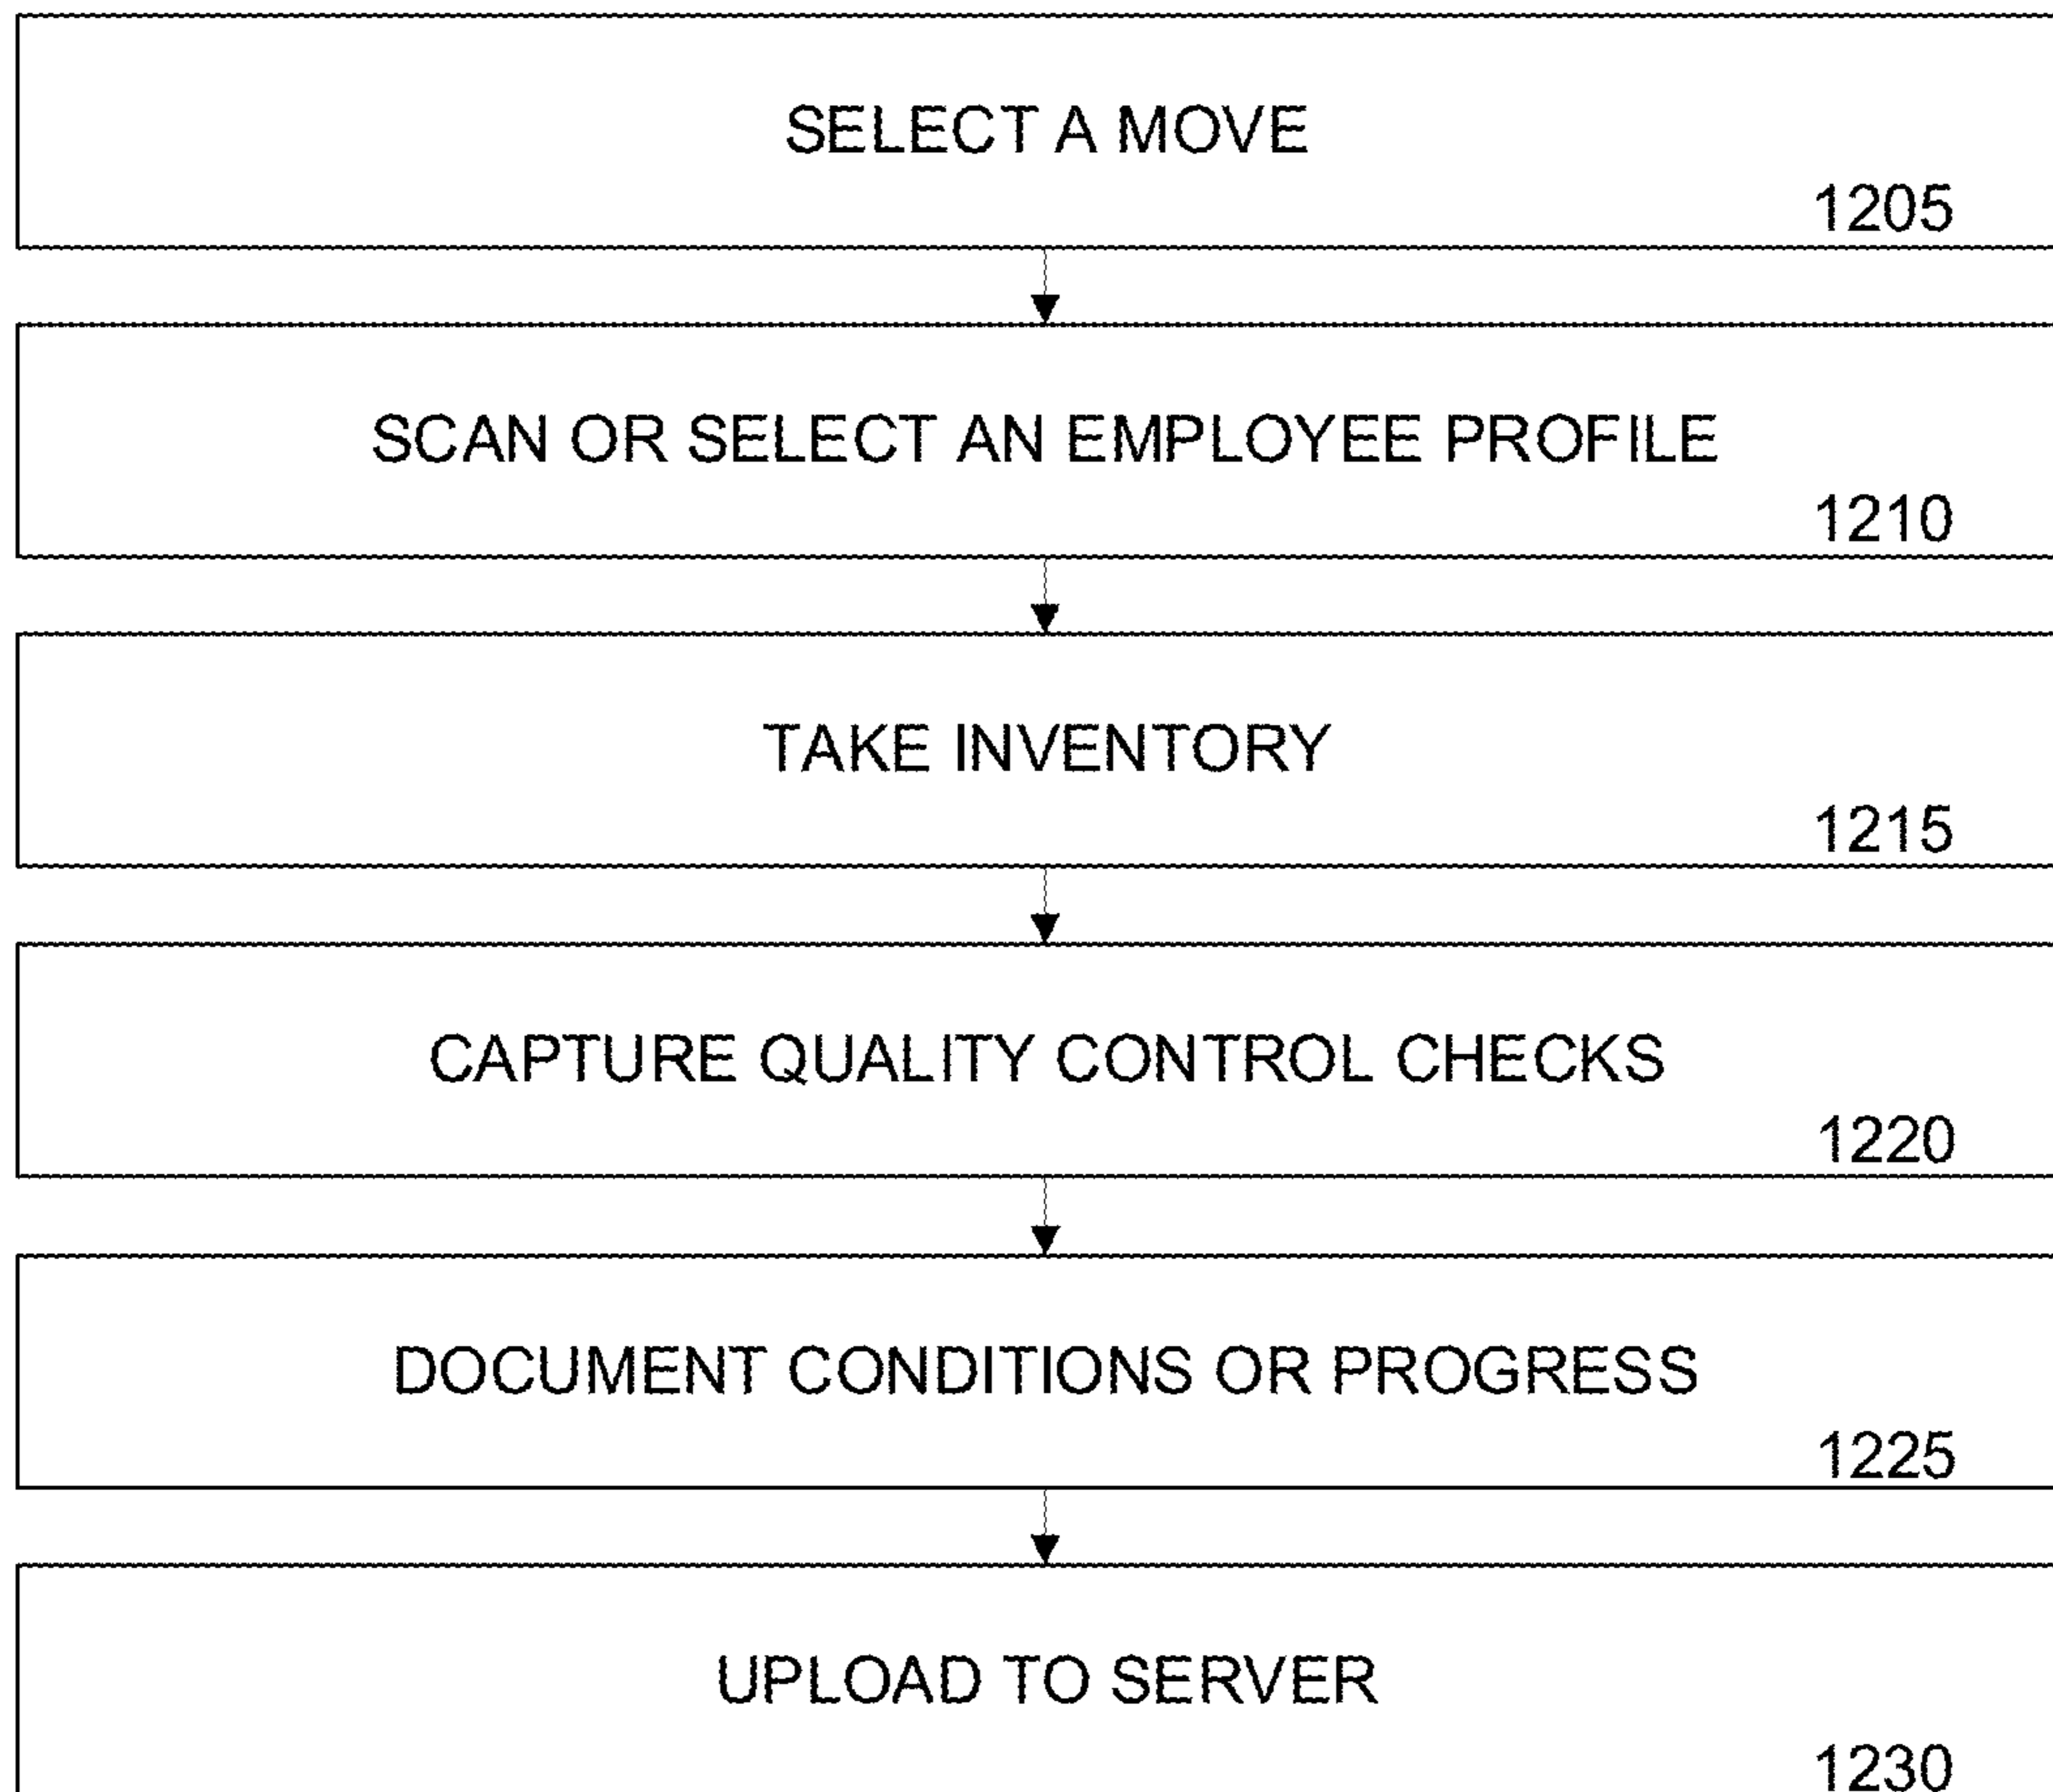 SELECT A MOVE
1205
SCAN OR SELECT AN EMPLOYEE PROFILE
1210
TAKE INVENTORY
1215
CAPTURE QUALITY CONTROL CHECKS
1220
DOCUMENT CONDITIONS OR PROGRESS
1225
UPLOAD TO SERVER
1230